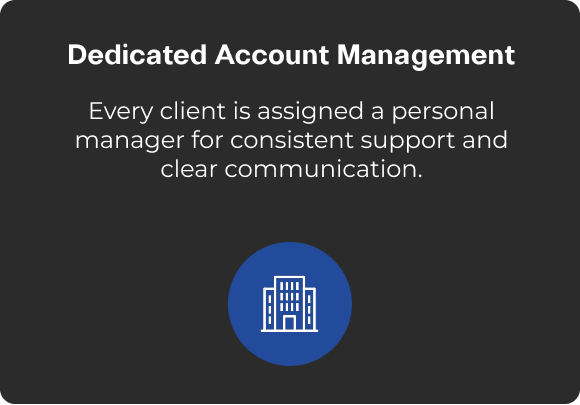 Dedicated Account Management
Every client is assigned a personal
manager for consistent support and
clear communication.